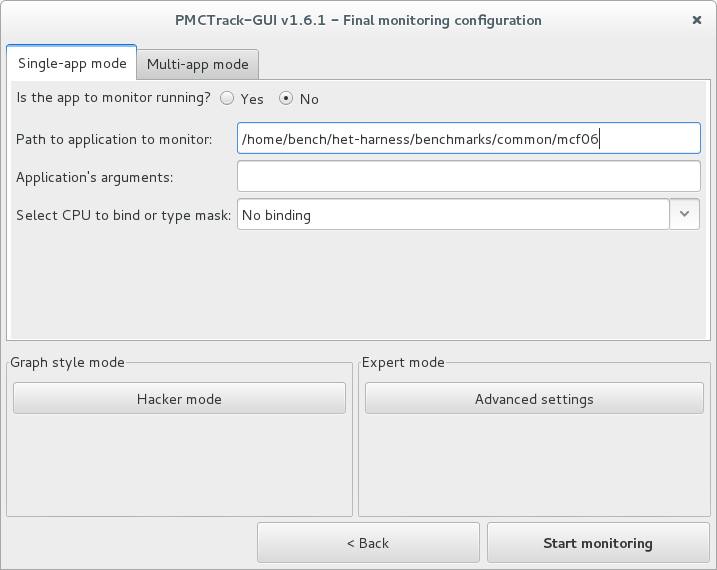 PMCTrack-GUI v1.6.1 - Final monitoring configuration
Single-app mode
Multi-app mode
Is the app to monitor running? Yes No
Path to application to monitor: /home/bench/het-harness/benchmarks/common/mcf06
Application's arguments:
Select CPU to bind or type mask: No binding
Graph style mode
Expert mode
Hacker mode
Advanced settings
< Back
Start monitoring